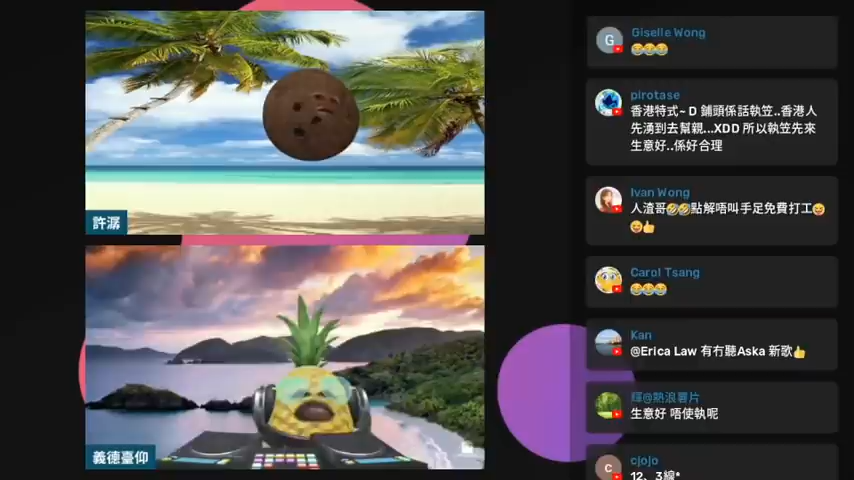 許潺
義德臺仰
G
Giselle Wong
😂😂😂
pirotase
香港特式~ D 鋪頭係話執笠..香港人
先湧到去幫襯...XDD 所以執笠先來
生意好..係好合理
Ivan Wong
人渣哥🤣🤣點解唔叫手足免費打工😆
😆👍
Carol Tsang
😂😂😂
Kan
@Erica Law 有冇聽Aska 新歌👍
輝@熱浪薯片
生意好 唔使執呢
c
cjojo
12、3線*